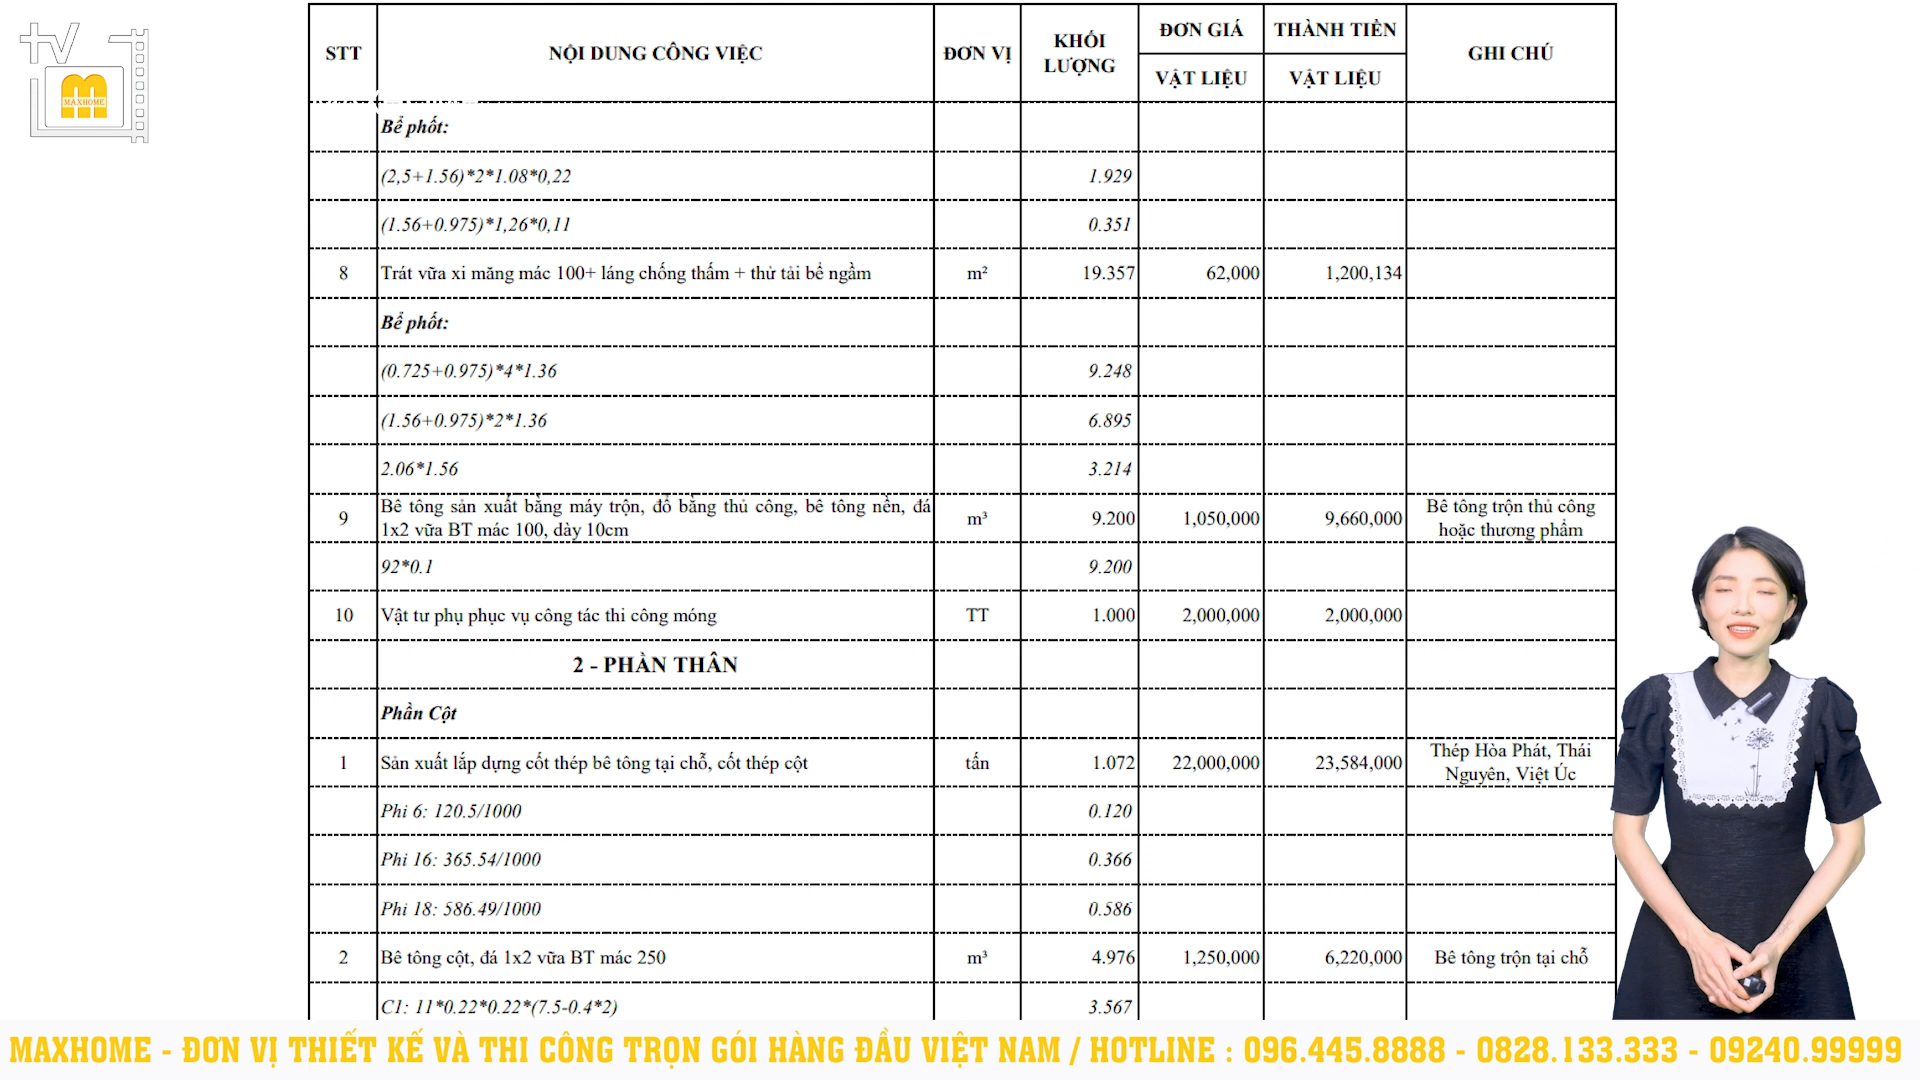 tv
MAXHOME
STT NỘI DUNG CÔNG VIỆC ĐƠN VỊ KHỐI LƯỢNG ĐƠN GIÁ THÀNH TIỀN GHI CHÚ
VẬT LIỆU VẬT LIỆU
Bể phốt:
(2,5+1.56)*2*1.08*0,22 1.929
(1.56+0.975)*1,26*0,11 0.351
8 Trát vữa xi măng mác 100+ láng chống thấm + thử tải bể ngầm m² 19.357 62,000 1,200,134
Bể phốt:
(0.725+0.975)*4*1.36 9.248
(1.56+0.975)*2*1.36 6.895
2.06*1.56 3.214
9 Bê tông sản xuất bằng máy trộn, đổ bằng thủ công, bê tông nền, đá 1x2 vữa BT mác 100, dày 10cm m³ 9.200 1,050,000 9,660,000 Bê tông trộn thủ công hoặc thương phẩm
92*0.1 9.200
10 Vật tư phụ phục vụ công tác thi công móng TT 1.000 2,000,000 2,000,000
2 - PHẦN THÂN
Phần Cột
1 Sản xuất lắp dựng cốt thép bê tông tại chỗ, cốt thép cột tấn 1.072 22,000,000 23,584,000 Thép Hòa Phát, Thái Nguyên, Việt Úc
Phi 6: 120.5/1000 0.120
Phi 16: 365.54/1000 0.366
Phi 18: 586.49/1000 0.586
2 Bê tông cột, đá 1x2 vữa BT mác 250 m³ 4.976 1,250,000 6,220,000 Bê tông trộn tại chỗ
C1: 11*0.22*0.22*(7.5-0.4*2) 3.567
MAXHOME - ĐƠN VỊ THIẾT KẾ VÀ THI CÔNG TRỌN GÓI HÀNG ĐẦU VIỆT NAM / HOTLINE : 096.445.8888 - 0828.133.333 - 09240.99999